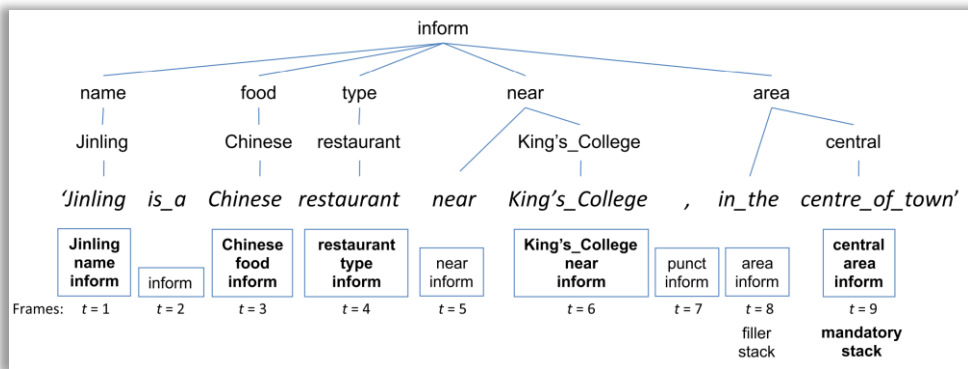 inform
name food type near area
Jinling Chinese restaurant King's_College central
'Jinling is_a Chinese restaurant near King's_College , in_the centre_of_town'
Jinling Chinese restaurant King's_College central
name food type near inform near punct area area
inform inform inform inform inform inform inform inform inform
Frames: t = 1 t = 2 t = 3 t = 4 t = 5 t = 6 t = 7 t = 8 t = 9
filler mandatory
stack stack